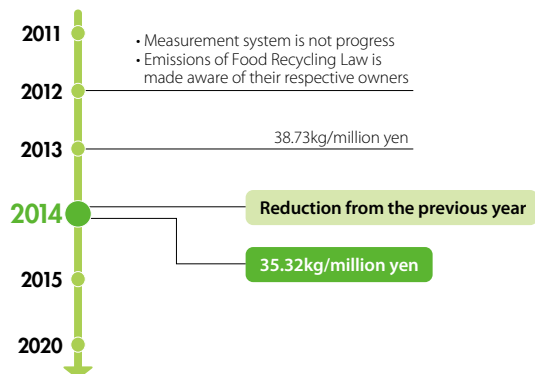 2011
• Measurement system is not progress
• Emissions of Food Recycling Law is
made aware of their respective owners
2012
38.73kg/million yen
2013
2014
Reduction from the previous year
35.32kg/million yen
2015
2020